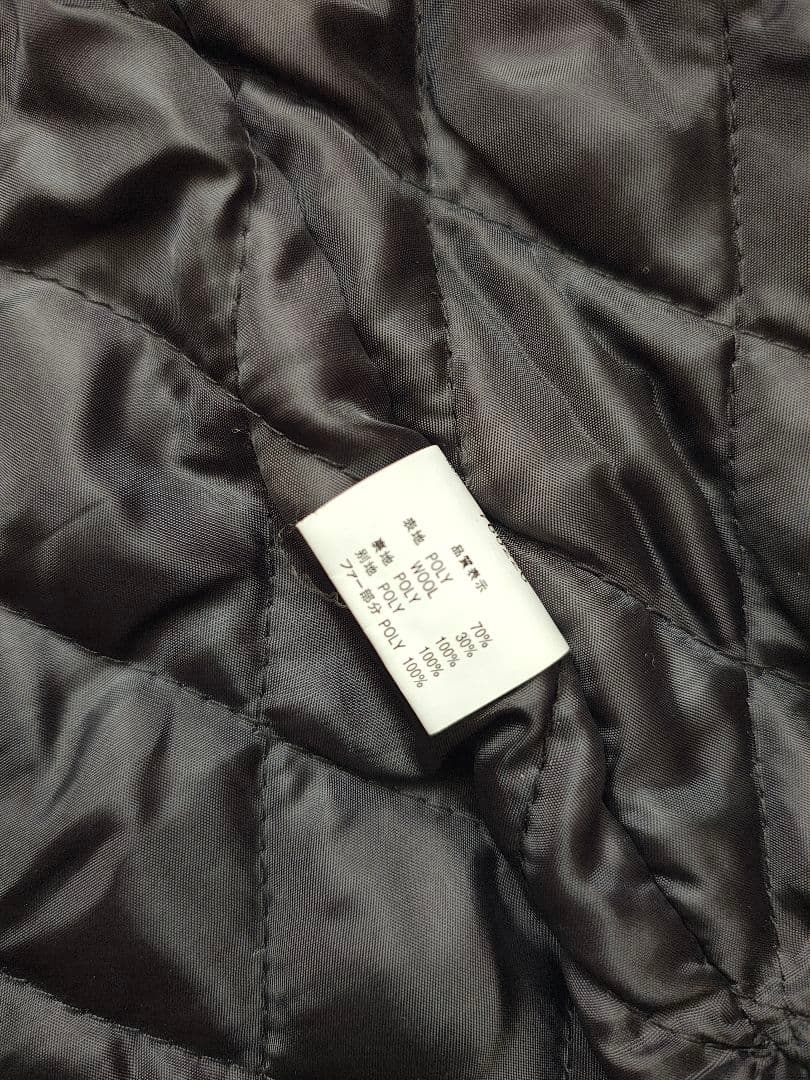 品質表示
表地 POLY 70%
WOOL 30%
裏地 POLY 100%
別地 POLY 100%
ファー部分 POLY 100%